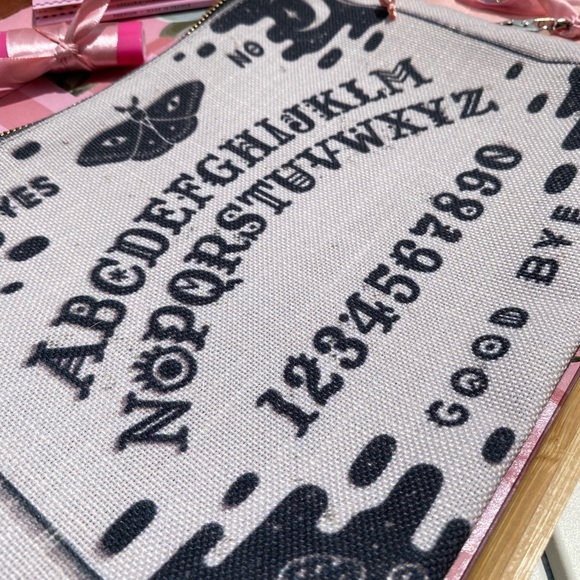 YES
NO
ABCDEFGHIJKLM
NOPQRSTUVWXYZ
1234567890
GOOD BYE